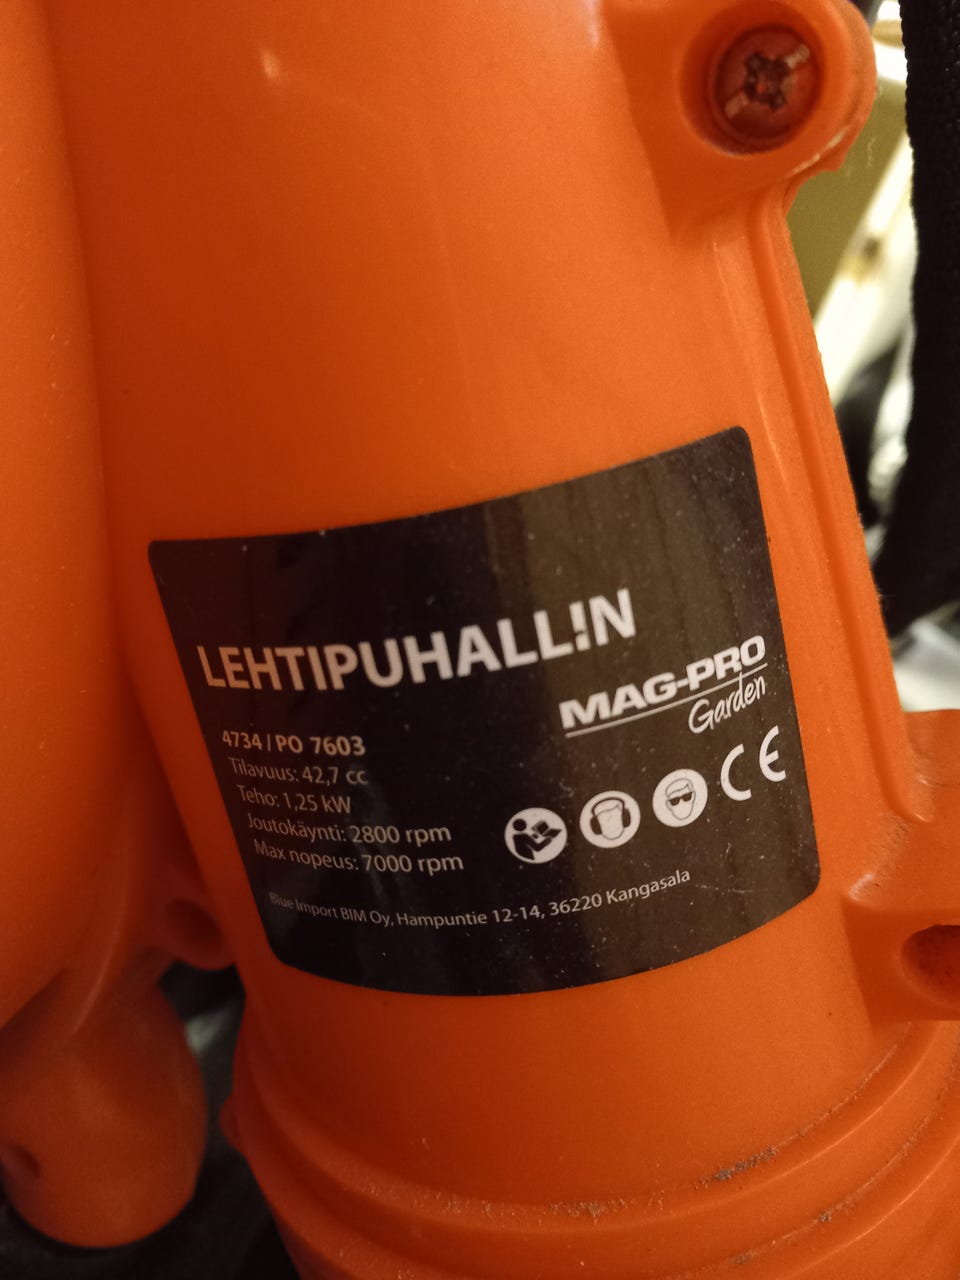 LEHTIPUHALL!N
MAG-PRO
Garden
4734 / PO 7603
Tilavuus: 42,7 cc
Teho: 1,25 kW
Joutokäynti: 2800 rpm
Max nopeus: 7000 rpm
CE
Blue Import BIM Oy, Hampuntie 12-14, 36220 Kangasala